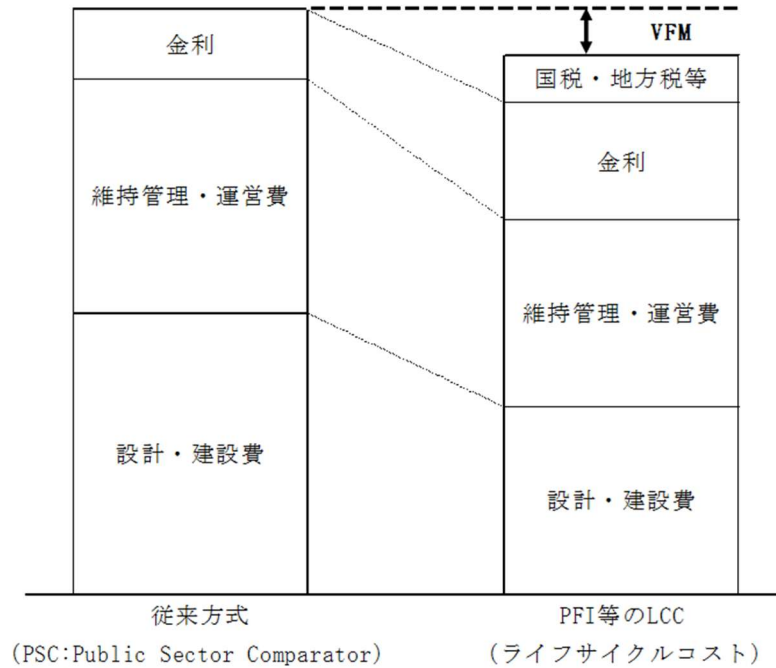 VFM
金利
国税・地方税等
金利
維持管理・運営費
維持管理・運営費
設計・建設費
設計・建設費
従来方式
(PSC:Public Sector Comparator)
PFI等のLCC
(ライフサイクルコスト)